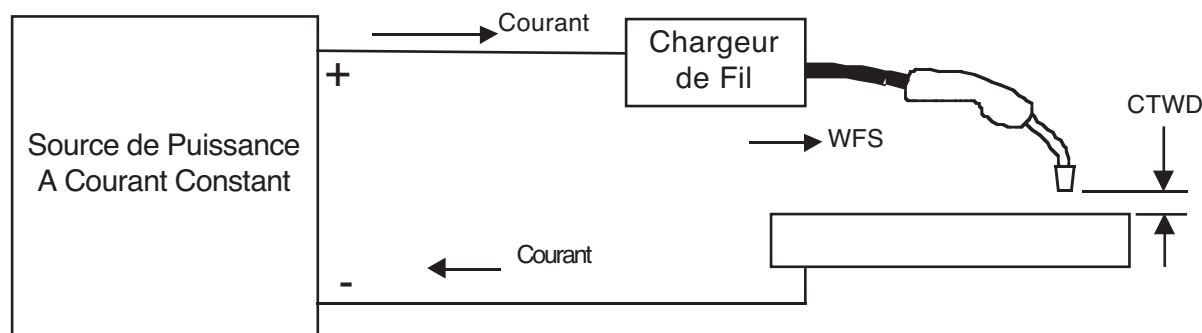 Courant
Chargeur
de Fil
+
CTWD
WFS
Source de Puissance
A Courant Constant
Courant
-